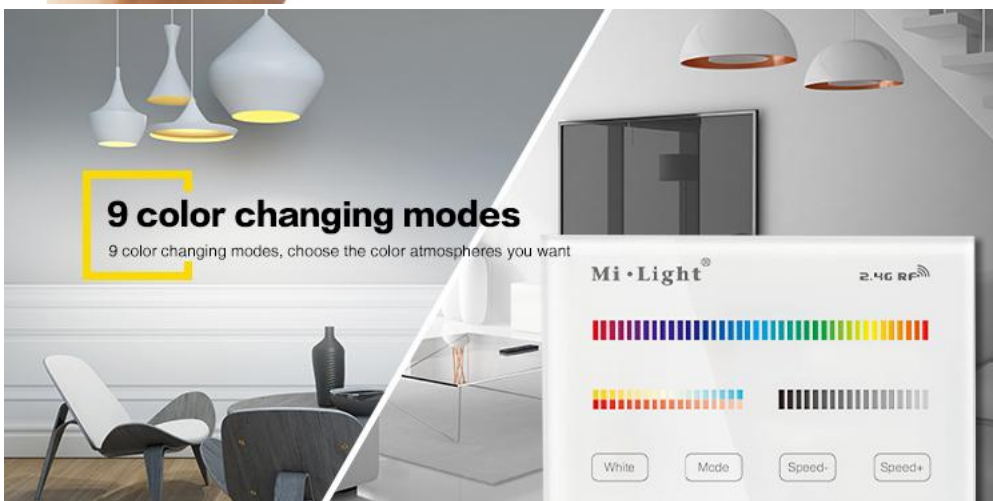 9 color changing modes
9 color changing modes, choose the color atmospheres you want
Mi•Light®
2.4G RF
White
Mode
Speed-
Speed+